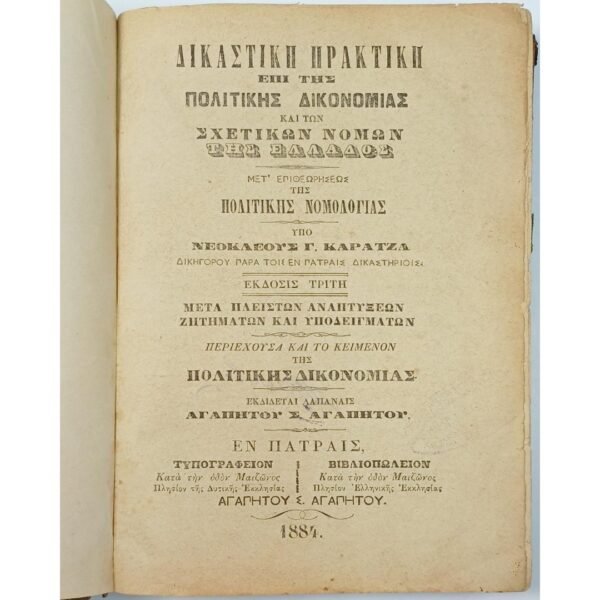 ΔΙΚΑΣΤΙΚΗ ΠΡΑΚΤΙΚΗ
ΕΠΙ ΤΗΣ
ΠΟΛΙΤΙΚΗΣ ΔΙΚΟΝΟΜΙΑΣ
ΚΑΙ ΤΩΝ
ΣΧΕΤΙΚΩΝ ΝΟΜΩΝ
ΤΗΣ ΕΛΛΑΔΟΣ
ΜΕΤ' ΕΠΙΘΕΩΡΗΣΕΩΣ
ΤΗΣ
ΠΟΛΙΤΙΚΗΣ ΝΟΜΟΛΟΓΙΑΣ
ΥΠΟ
ΝΕΟΚΛΕΟΥΣ Γ. ΚΑΡΑΤΖΑ
ΔΙΚΗΓΟΡΟΥ ΠΑΡΑ ΤΟΙΣ ΕΝ ΠΑΤΡΑΙΣ ΔΙΚΑΣΤΗΡΙΟΙΣ.
ΕΚΔΟΣΙΣ ΤΡΙΤΗ
ΜΕΤΑ ΠΛΕΙΣΤΩΝ ΑΝΑΠΤΥΞΕΩΝ
ΖΗΤΗΜΑΤΩΝ ΚΑΙ ΥΠΟΔΕΙΓΜΑΤΩΝ
ΠΕΡΙΕΧΟΥΣΑ ΚΑΙ ΤΟ ΚΕΙΜΕΝΟΝ
ΤΗΣ
ΠΟΛΙΤΙΚΗΣ ΔΙΚΟΝΟΜΙΑΣ
ΕΚΔΙΔΕΤΑΙ ΔΑΠΑΝΑΙΣ
ΑΓΑΠΗΤΟΥ Σ. ΑΓΑΠΗΤΟΥ.
ΕΝ ΠΑΤΡΑΙΣ,
ΤΥΠΟΓΡΑΦΕΙΟΝ
Κατὰ τὴν ὁδὸν Μαιζῶνος
Πλησίον τῆς Δυτικῆς Ἐκκλησίας
ΒΙΒΛΙΟΠΩΛΕΙΟΝ
Κατὰ τὴν ὁδὸν Μαιζῶνος
Πλησίον Ἑλληνικῆς Ἐκκλησίας
ΑΓΑΠΗΤΟΥ Σ. ΑΓΑΠΗΤΟΥ.
1884.